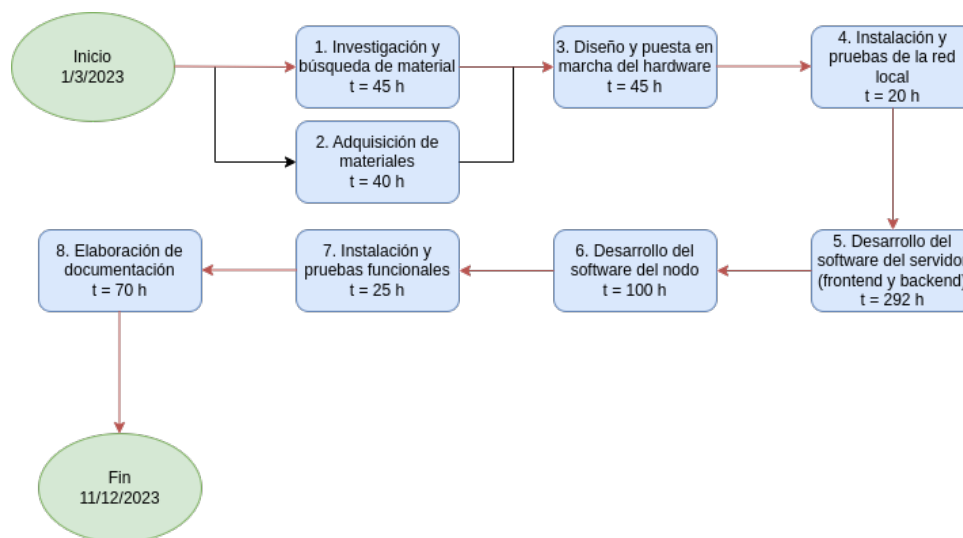 Inicio
1/3/2023
1. Investigación y
búsqueda de material
t = 45 h
2. Adquisición de
materiales
t = 40 h
3. Diseño y puesta en
marcha del hardware
t = 45 h
4. Instalación y
pruebas de la red
local
t = 20 h
5. Desarrollo del
software del servidor
(frontend y backend)
t = 292 h
6. Desarrollo del
software del nodo
t = 100 h
7. Instalación y
pruebas funcionales
t = 25 h
8. Elaboración de
documentación
t = 70 h
Fin
11/12/2023